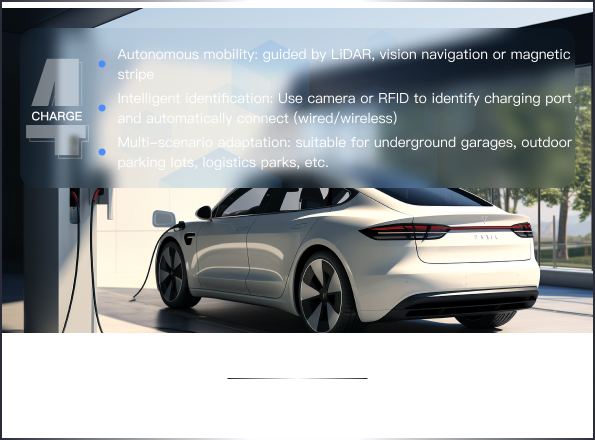 4
CHARGE
Autonomous mobility: guided by LiDAR, vision navigation or magnetic
stripe
Intelligent identification: Use camera or RFID to identify charging port
and automatically connect (wired/wireless)
Multi-scenario adaptation: suitable for underground garages, outdoor
parking lots, logistics parks, etc.